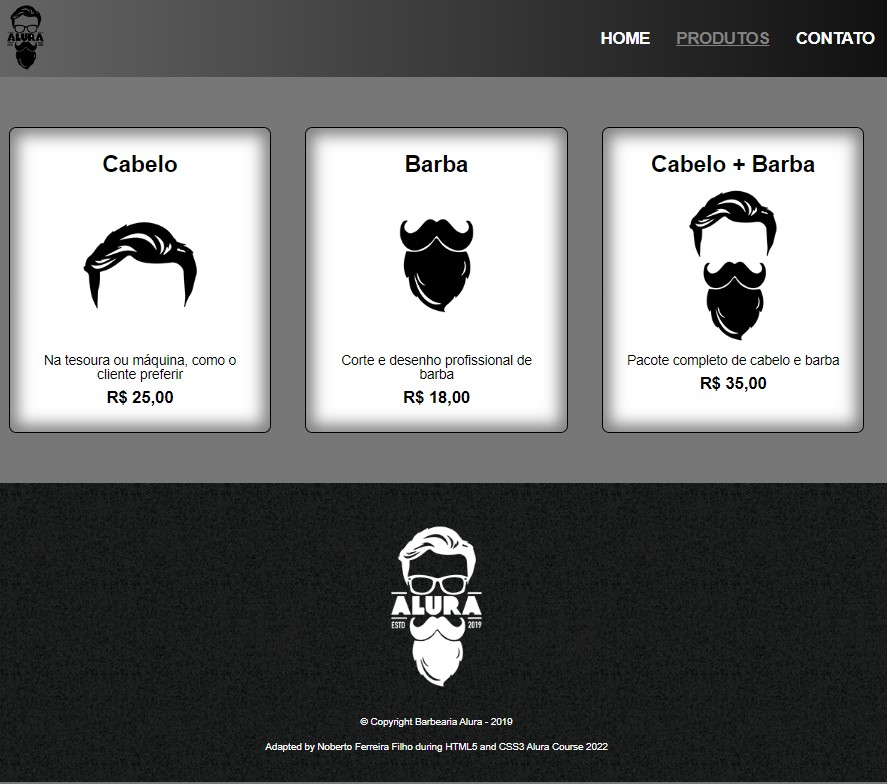 ALURA
ESTD 2019
HOME PRODUTOS CONTATO
Cabelo
Na tesoura ou máquina, como o
cliente preferir
R$ 25,00
Barba
Corte e desenho profissional de
barba
R$ 18,00
Cabelo + Barba
Pacote completo de cabelo e barba
R$ 35,00
ALURA
ESTD 2019
© Copyright Barbearia Alura - 2019
Adapted by Noberto Ferreira Filho during HTML5 and CSS3 Alura Course 2022